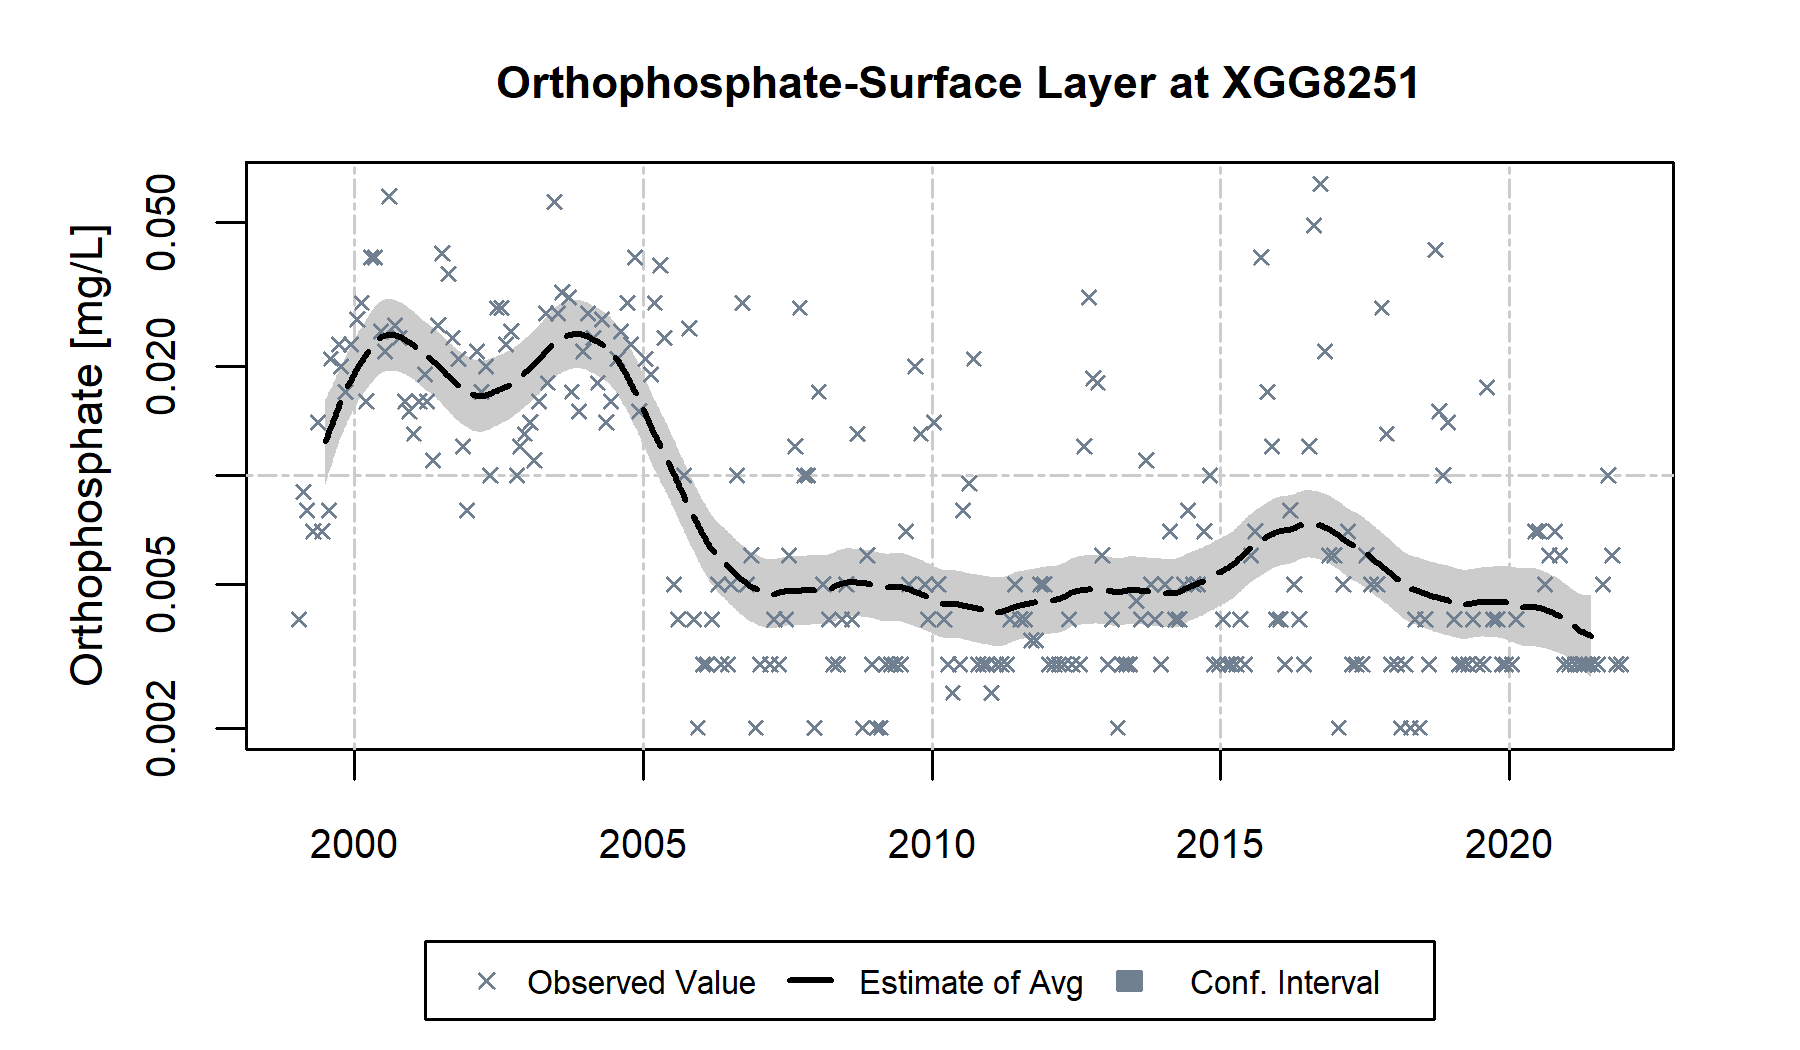 Orthophosphate-Surface Layer at XGG8251
Orthophosphate [mg/L]
0.050
0.020
0.005
0.002
2000 2005 2010 2015 2020
Observed Value Estimate of Avg Conf. Interval